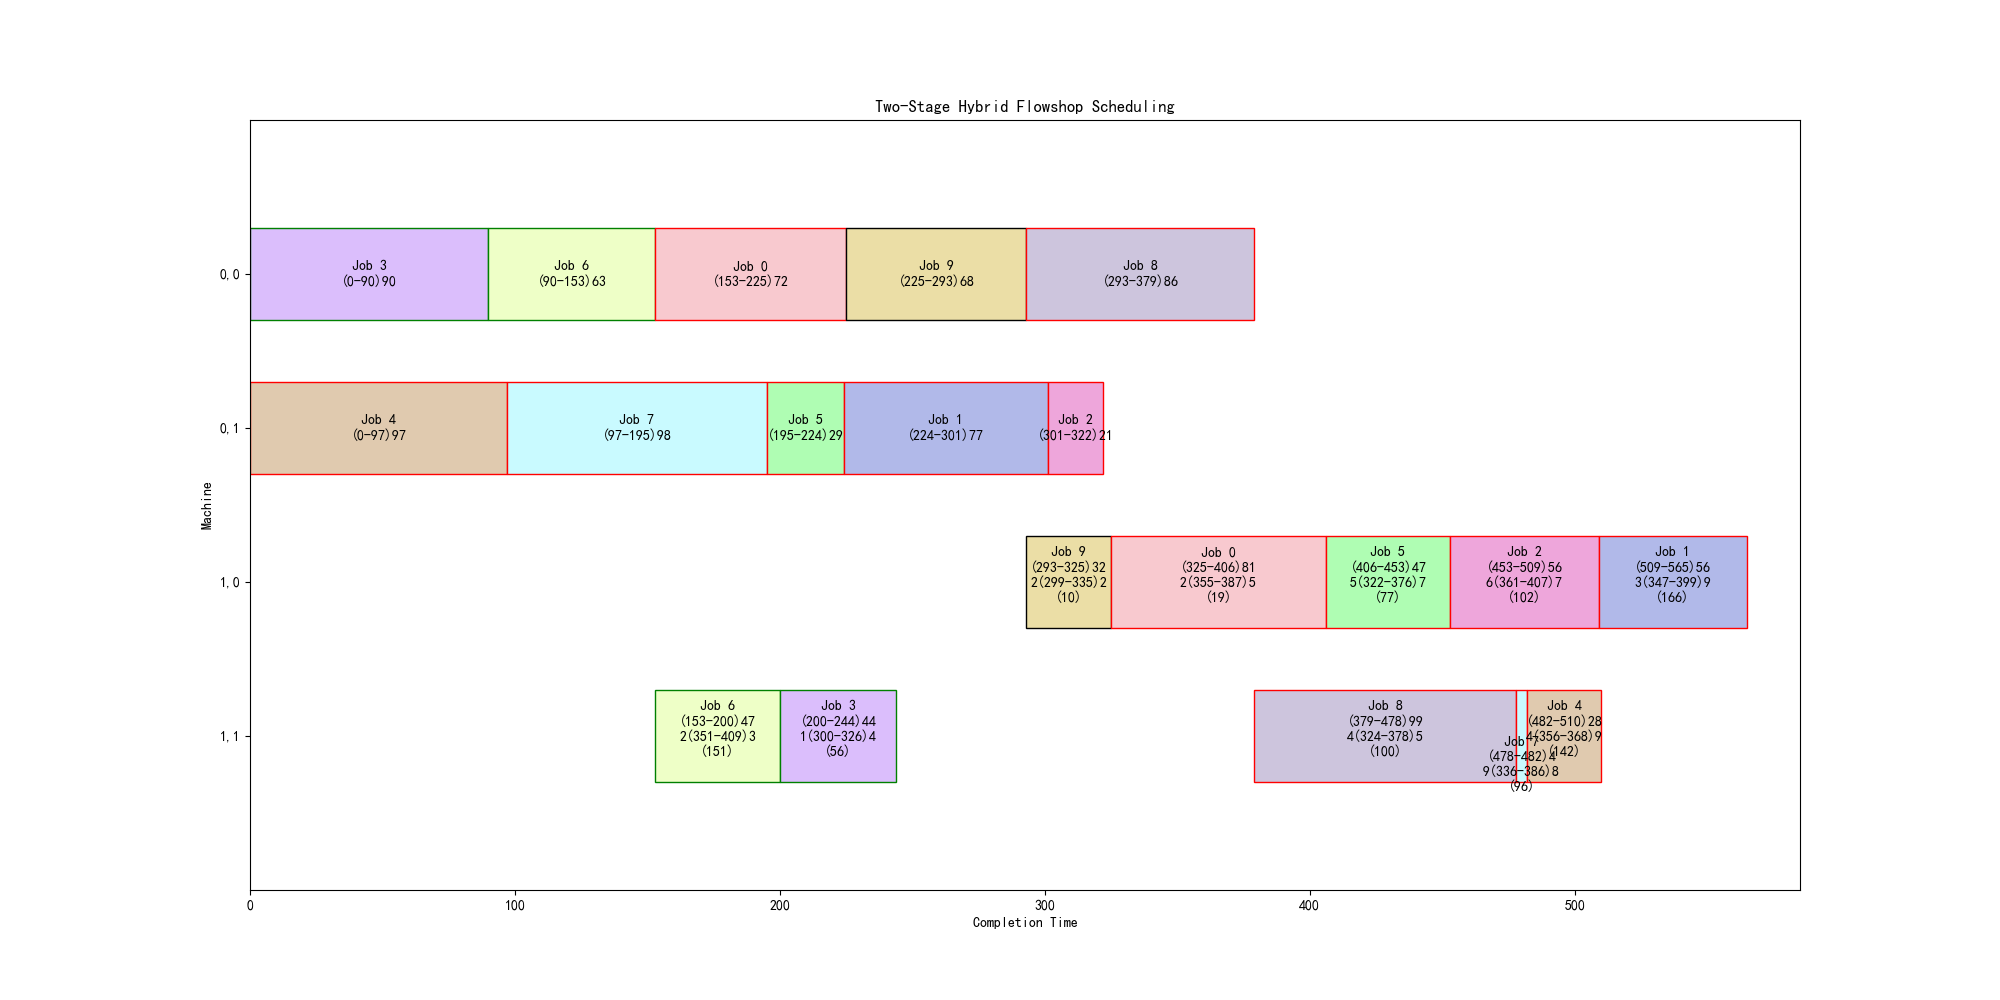 Two-Stage Hybrid Flowshop Scheduling
Machine
0,0
Job 3
(0-90)90
Job 6
(90-153)63
Job 0
(153-225)72
Job 9
(225-293)68
Job 8
(293-379)86
0,1
Job 4
(0-97)97
Job 7
(97-195)98
Job 5
(195-224)29
Job 1
(224-301)77
Job 2
(301-322)21
1,0
Job 9
(293-325)32
2(299-335)2
(10)
Job 0
(325-406)81
2(355-387)5
(19)
Job 5
(406-453)47
5(322-376)7
(77)
Job 2
(453-509)56
6(361-407)7
(102)
Job 1
(509-565)56
3(347-399)9
(166)
1,1
Job 6
(153-200)47
2(351-409)3
(151)
Job 3
(200-244)44
1(300-326)4
(56)
Job 8
(379-478)99
4(324-378)5
(100)
Job 7
(478-482)4
9(336-386)8
(96)
Job 4
(482-510)28
4(356-368)9
(142)
0
100
200
300
400
500
Completion Time